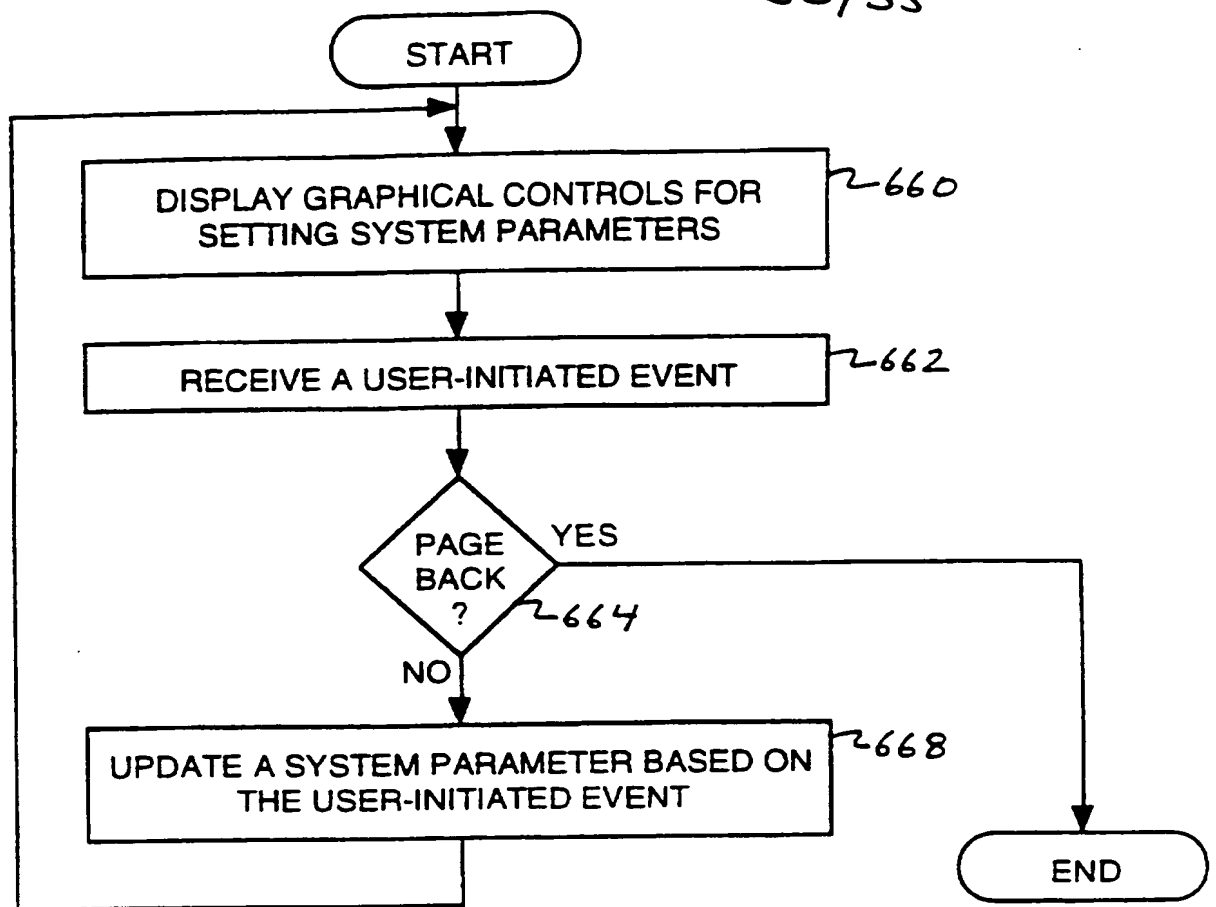 START
DISPLAY GRAPHICAL CONTROLS FOR
SETTING SYSTEM PARAMETERS
660
RECEIVE A USER-INITIATED EVENT
662
PAGE
BACK
?
YES
664
NO
UPDATE A SYSTEM PARAMETER BASED ON
THE USER-INITIATED EVENT
668
END